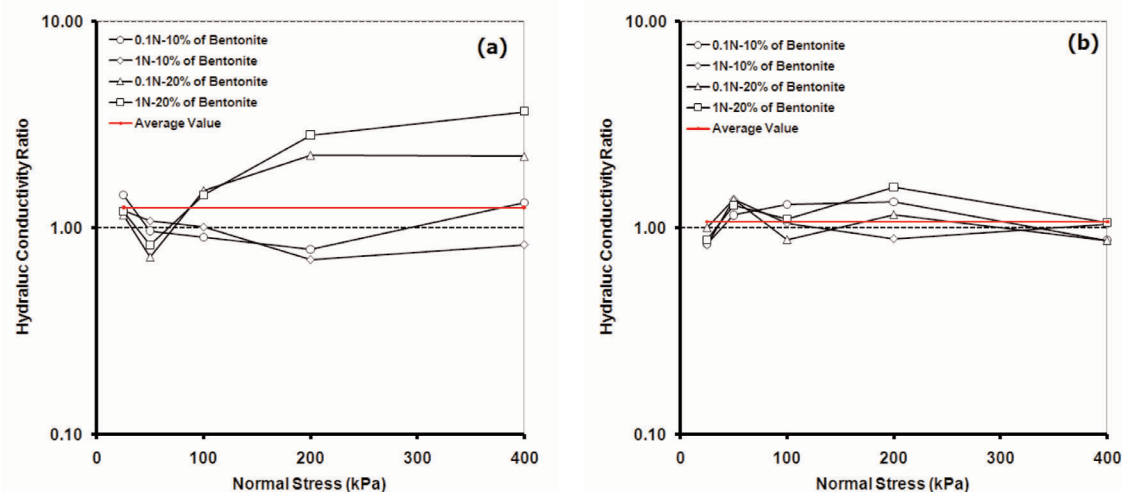 10.00
(a)
0.1N-10% of Bentonite
1N-10% of Bentonite
0.1N-20% of Bentonite
1N-20% of Bentonite
Average Value
1.00
0.10
Hydraluc Conductivity Ratio
0 100 200 300 400
Normal Stress (kPa)
10.00
(b)
0.1N-10% of Bentonite
1N-10% of Bentonite
0.1N-20% of Bentonite
1N-20% of Bentonite
Average Value
1.00
0.10
Hydraluc Conductivity Ratio
0 100 200 300 400
Normal Stress (kPa)